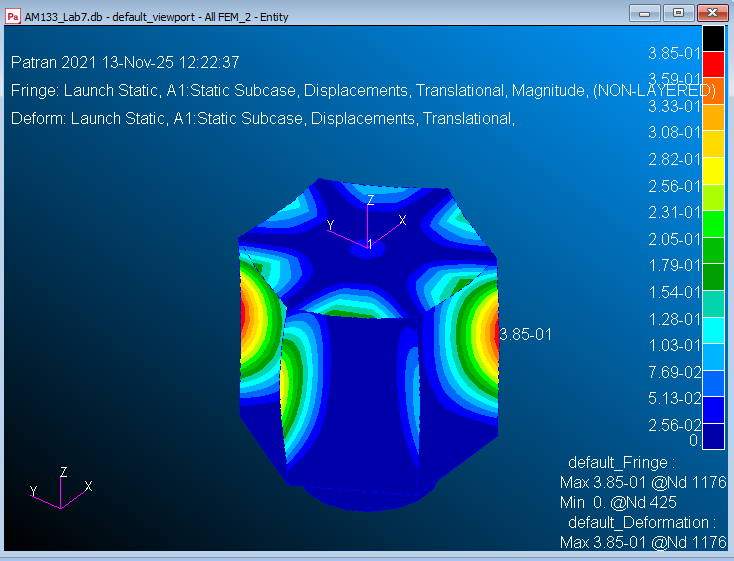 Pa AM133_Lab7.db - default_viewport - All FEM_2 - Entity
Patran 2021 13-Nov-25 12:22:37
Fringe: Launch Static, A1:Static Subcase, Displacements, Translational, Magnitude, (NON-LAYERED)
Deform: Launch Static, A1:Static Subcase, Displacements, Translational,
3.85-01
3.59-01
3.33-01
3.08-01
2.82-01
2.56-01
2.31-01
2.05-01
1.79-01
1.54-01
1.28-01
1.03-01
7.69-02
5.13-02
2.56-02
0.
Z
Y
X
1
3.85-01
Z
Y
X
default_Fringe :
Max 3.85-01 @Nd 1176
Min 0. @Nd 425
default_Deformation :
Max 3.85-01 @Nd 1176